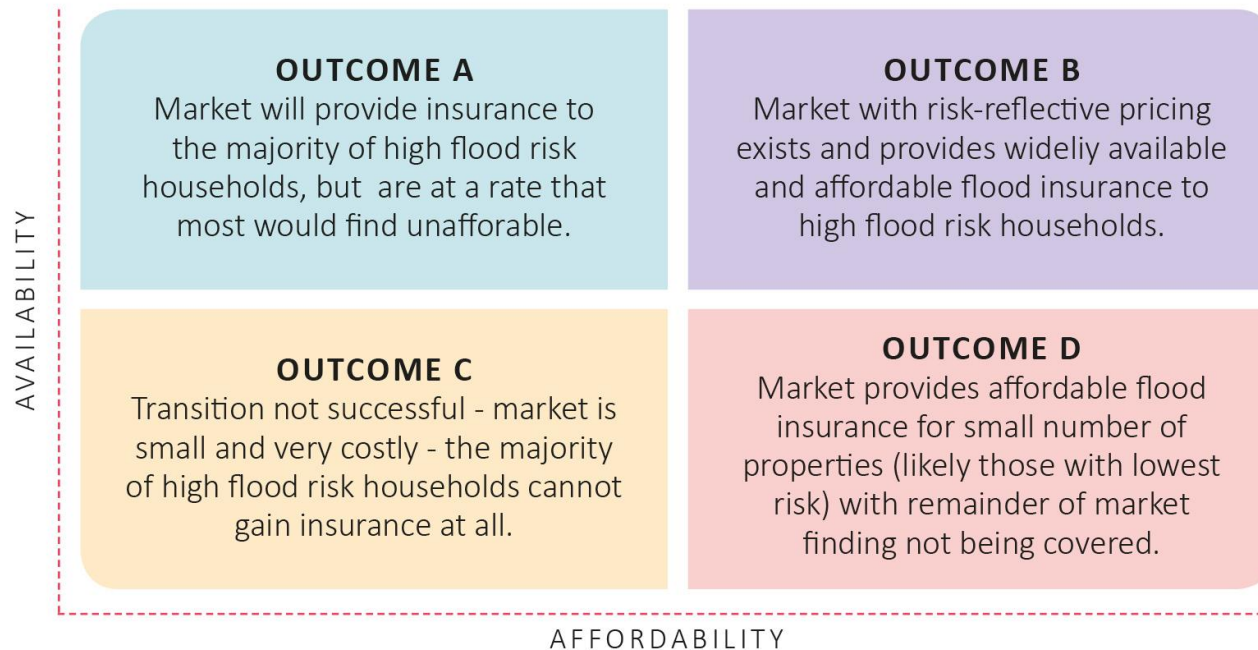 AVAILABILITY
OUTCOME A
Market will provide insurance to
the majority of high flood risk
households, but  are at a rate that
most would find unafforable.
OUTCOME B
Market with risk-reflective pricing
exists and provides wideliy available
and affordable flood insurance to
high flood risk households.
OUTCOME C
Transition not successful - market is
small and very costly - the majority
of high flood risk households cannot
gain insurance at all.
OUTCOME D
Market provides affordable flood
insurance for small number of
properties (likely those with lowest
risk) with remainder of market
finding not being covered.
AFFORDABILITY